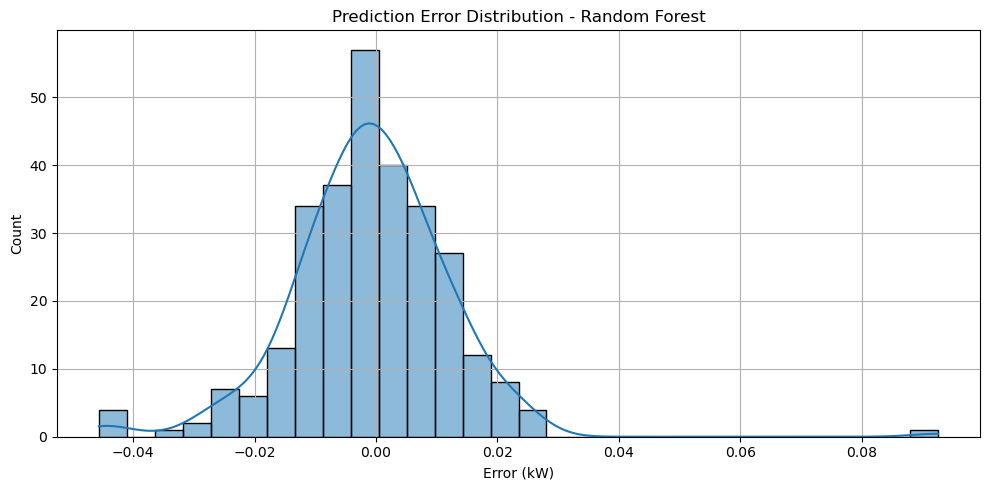 Prediction Error Distribution - Random Forest
Count
50
40
30
20
10
0
−0.04 −0.02 0.00 0.02 0.04 0.06 0.08
Error (kW)